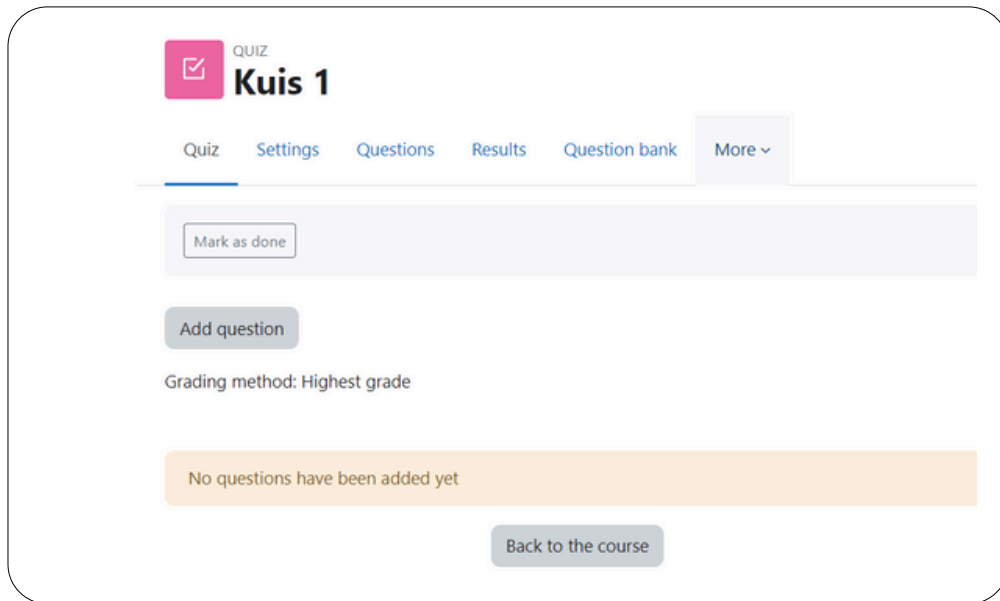 QUIZ
Kuis 1
Quiz Settings Questions Results Question bank More
Mark as done
Add question
Grading method: Highest grade
No questions have been added yet
Back to the course